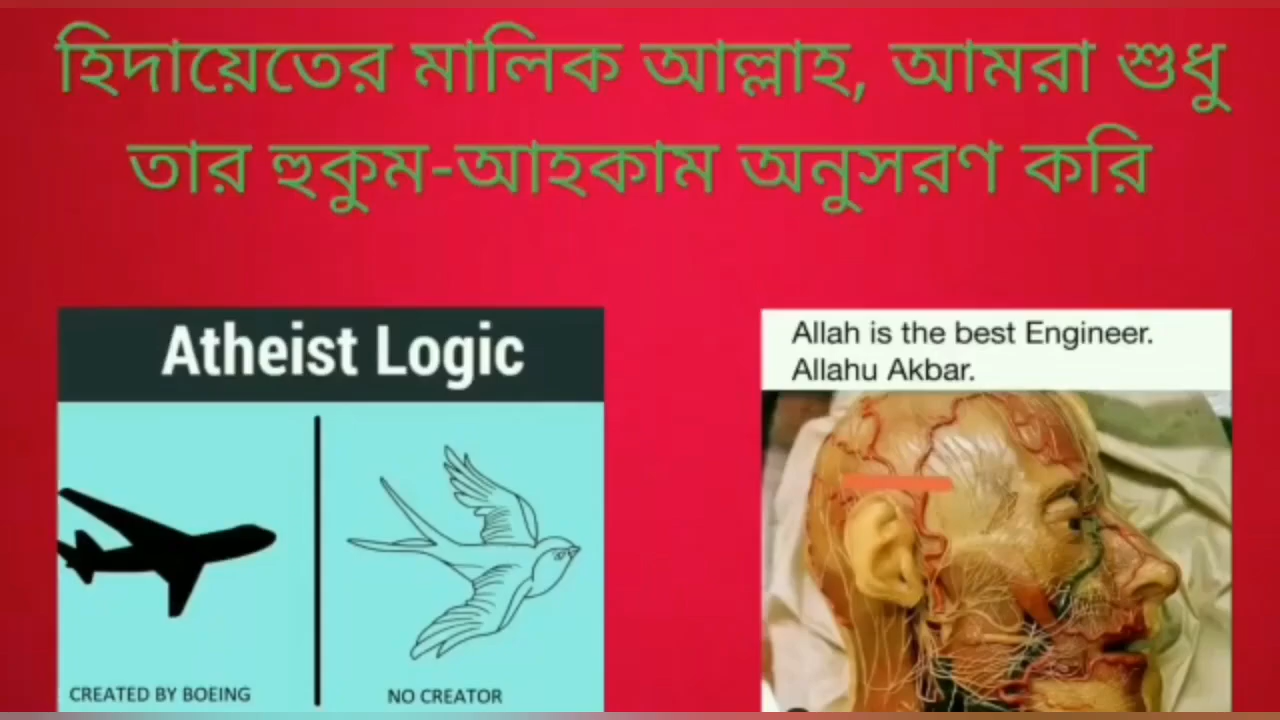 হিদায়েতের মালিক আল্লাহ, আমরা শুধু
তার হুকুম-আহকাম অনুসরণ করি
Atheist Logic
CREATED BY BOEING
NO CREATOR
Allah is the best Engineer.
Allahu Akbar.